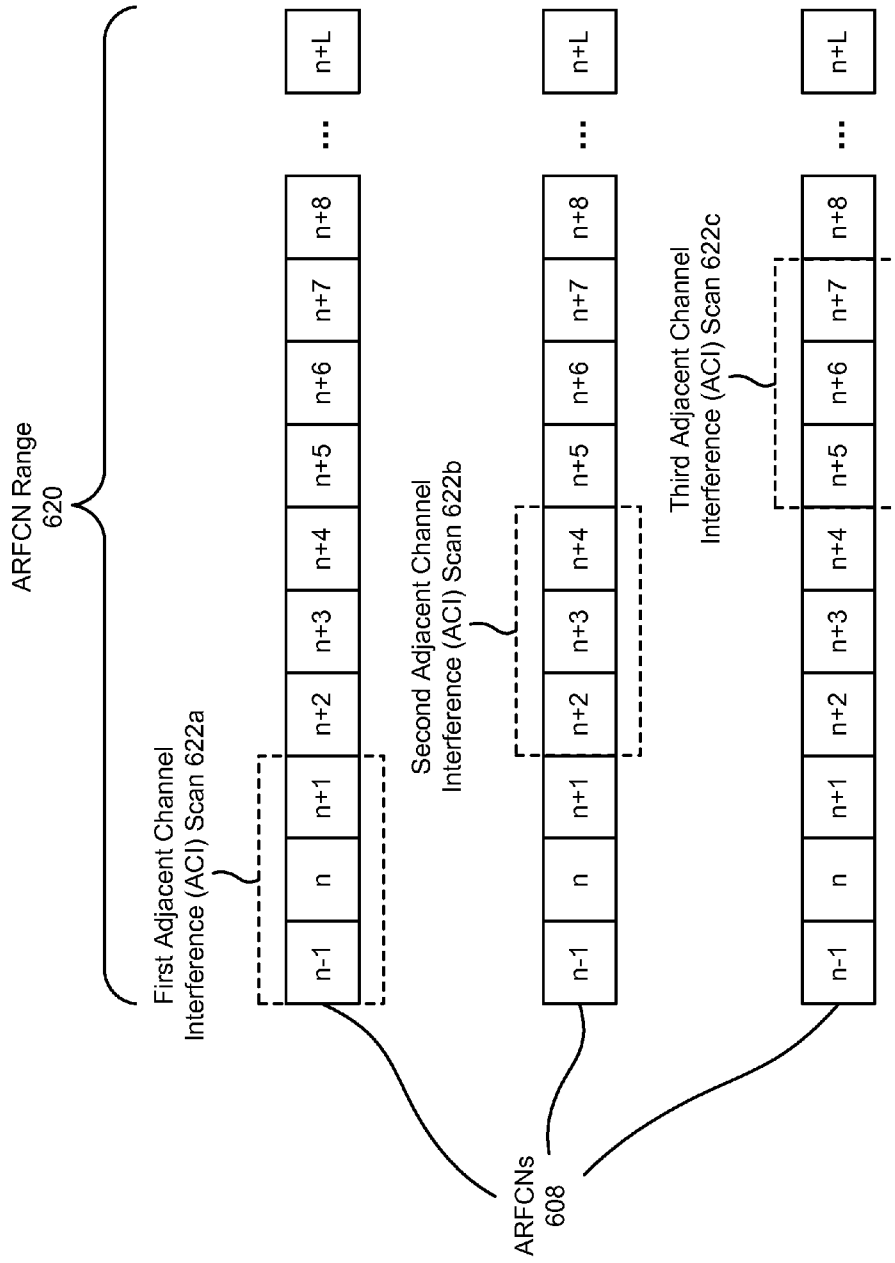 ARFCN Range
620
First Adjacent Channel
Interference (ACI) Scan 622a
n-1 n n+1 n+2 n+3 n+4 n+5 n+6 n+7 n+8 ... n+L
Second Adjacent Channel
Interference (ACI) Scan 622b
n-1 n n+1 n+2 n+3 n+4 n+5 n+6 n+7 n+8 ... n+L
Third Adjacent Channel
Interference (ACI) Scan 622c
n-1 n n+1 n+2 n+3 n+4 n+5 n+6 n+7 n+8 ... n+L
ARFCNs
608